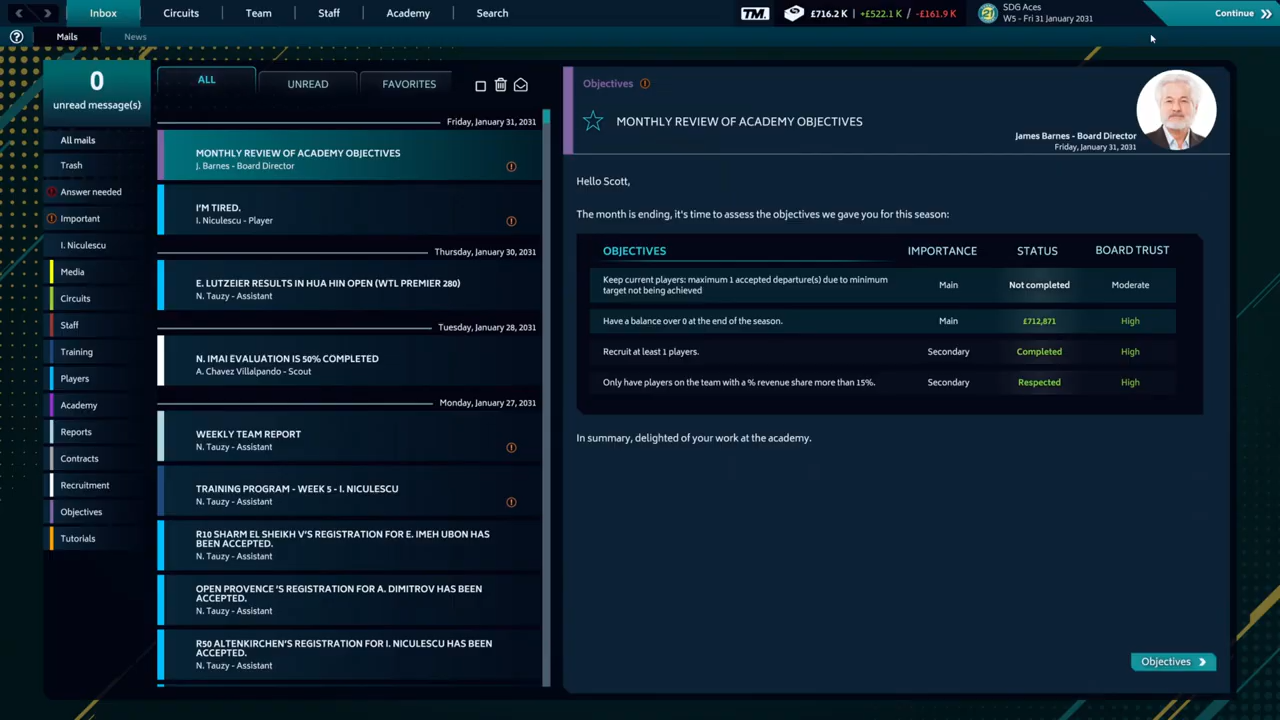 Inbox Circuits Team Staff Academy Search
TM. £716.2 K | +£522.1 K / -£161.9K
21 SDG Aces
W5 - Fri 31 January 2031
Continue
Mails News
0
unread message(s)
All mails
Trash
Answer needed
Important
I. Niculescu
Media
Circuits
Staff
Training
Players
Academy
Reports
Contracts
Recruitment
Objectives
Tutorials
ALL UNREAD FAVORITES
Friday, January 31, 2031
MONTHLY REVIEW OF ACADEMY OBJECTIVES
J. Barnes - Board Director
I'M TIRED.
I. Niculescu - Player
Thursday, January 30, 2031
E. LUTZEIER RESULTS IN HUA HIN OPEN (WTL PREMIER 280)
N. Tauzy - Assistant
Tuesday, January 28, 2031
N. IMAI EVALUATION IS 50% COMPLETED
A. Chavez Villalpando - Scout
Monday, January 27, 2031
WEEKLY TEAM REPORT
N. Tauzy - Assistant
TRAINING PROGRAM - WEEK 5 - I. NICULESCU
N. Tauzy - Assistant
R10 SHARM EL SHEIKH V'S REGISTRATION FOR E. IMEH UBON HAS
BEEN ACCEPTED.
N. Tauzy - Assistant
OPEN PROVENCE 'S REGISTRATION FOR A. DIMITROV HAS BEEN
ACCEPTED.
N. Tauzy - Assistant
R50 ALTENKIRCHEN'S REGISTRATION FOR I. NICULESCU HAS BEEN
ACCEPTED.
N. Tauzy - Assistant
Objectives
MONTHLY REVIEW OF ACADEMY OBJECTIVES
James Barnes - Board Director
Friday, January 31, 2031
Hello Scott,
The month is ending, it's time to assess the objectives we gave you for this season:
OBJECTIVES IMPORTANCE STATUS BOARD TRUST
Keep current players: maximum 1 accepted departure(s) due to minimum
target not being achieved
Main Not completed Moderate
Have a balance over 0 at the end of the season. Main £712,871 High
Recruit at least 1 players. Secondary Completed High
Only have players on the team with a % revenue share more than 15%. Secondary Respected High
In summary, delighted of your work at the academy.
Objectives